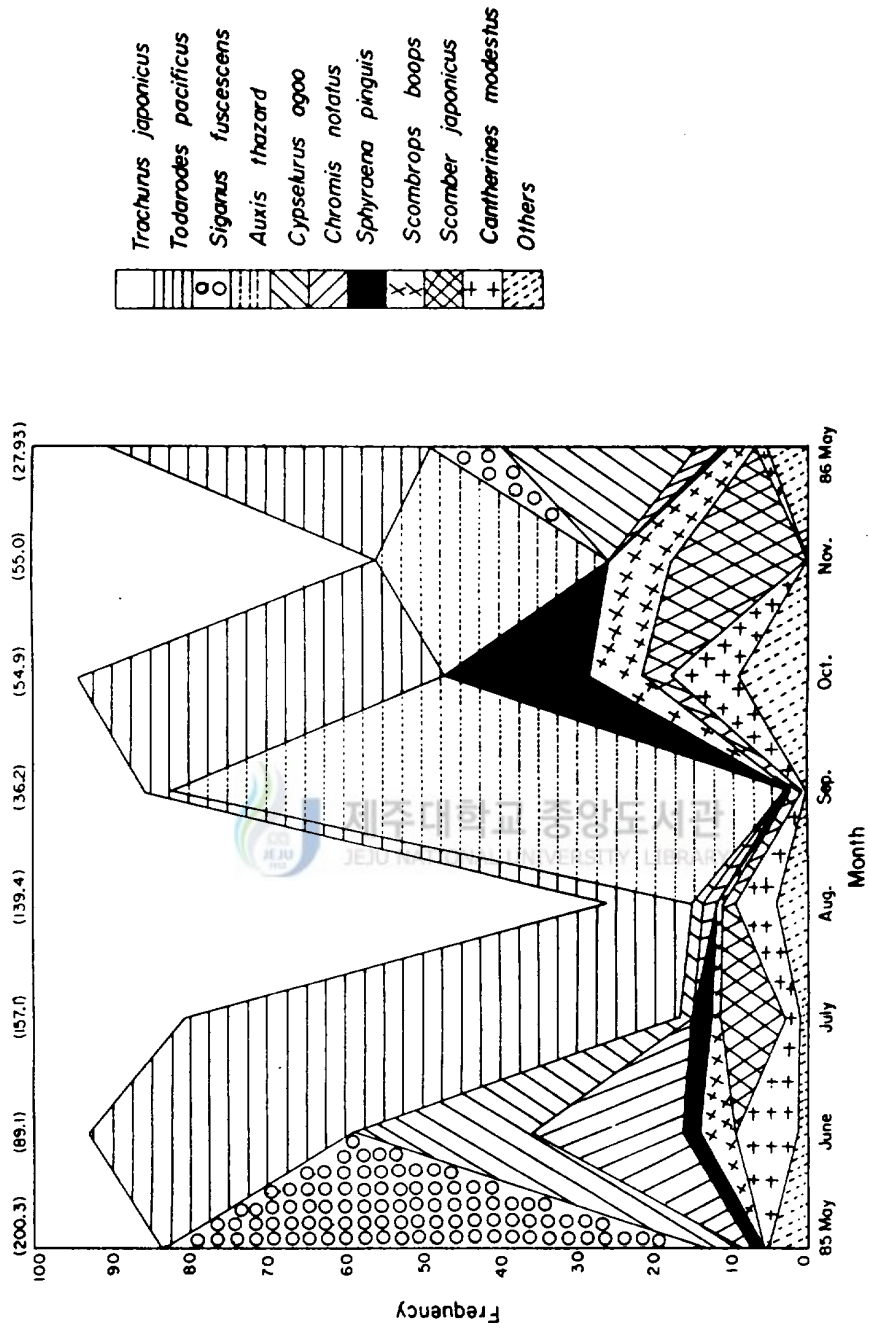 (200.3) (89.1) (157.1) (139.4) (36.2) (54.9) (55.0) (27.93)
100
90
80
70
60
50
40
30
20
10
0
Frequency
85 May June July Aug. Sep. Oct. Nov. 86 May
Month
Trachurus japonicus
Todarodes pacificus
Siganus fuscescens
Auxis thazard
Cypselurus agoo
Chromis notatus
Sphyraena pinguis
Scombrops boops
Scomber japonicus
Cantherines modestus
Others
제주대학교 중앙도서관
JEJU NATIONAL UNIVERSITY LIBRARY
JEJU
1952